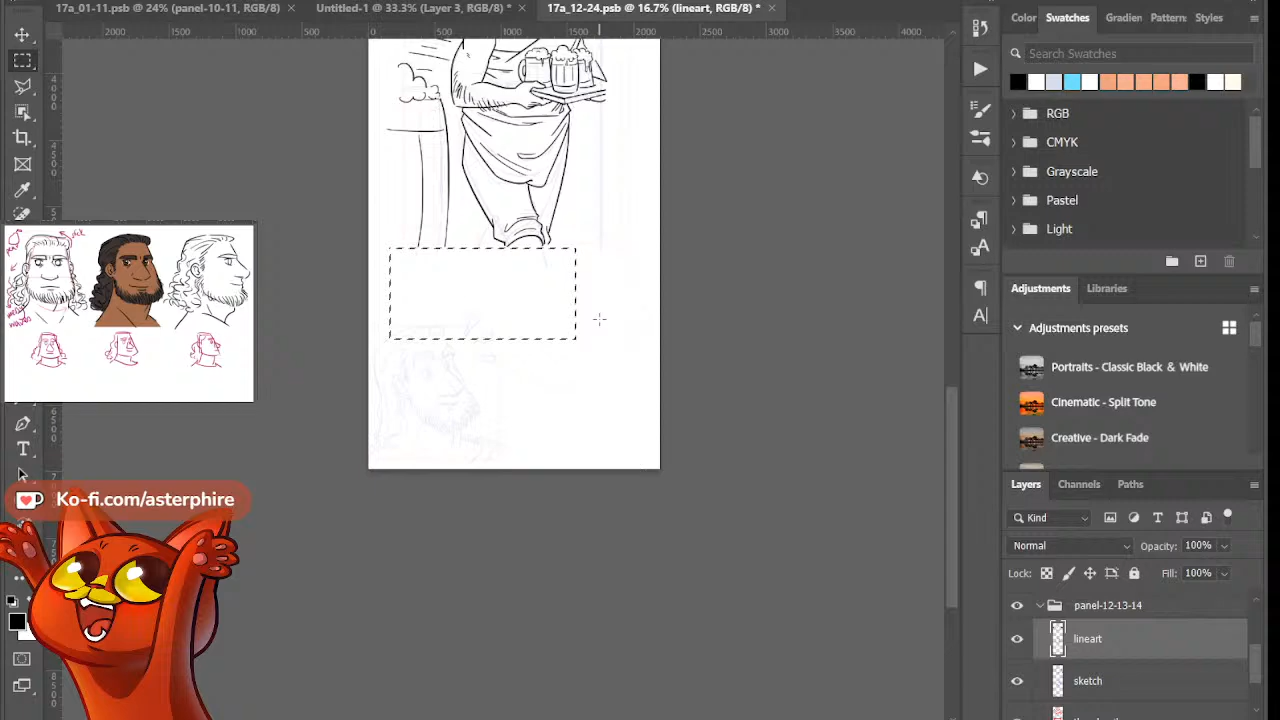 17a_01-11.psb @ 24% (panel-10-11, RGB/8)
Untitled-1 @ 33.3% (Layer 3, RGB/8) *
17a_12-24.psb @ 16.7% (lineart, RGB/8) *
2000
500
0
500
1000
1500
2000
2500
3000
3500
4000
Color
Swatches
Gradien
Pattern:
Styles
Search Swatches
RGB
CMYK
Grayscale
Pastel
Light
Adjustments
Libraries
Adjustments presets
Portraits - Classic Black & White
Cinematic - Split Tone
Creative - Dark Fade
Layers
Channels
Paths
Kind
Normal
Opacity: 100%
Lock:
Fill: 100%
panel-12-13-14
lineart
sketch
Ko-fi.com/asterphire